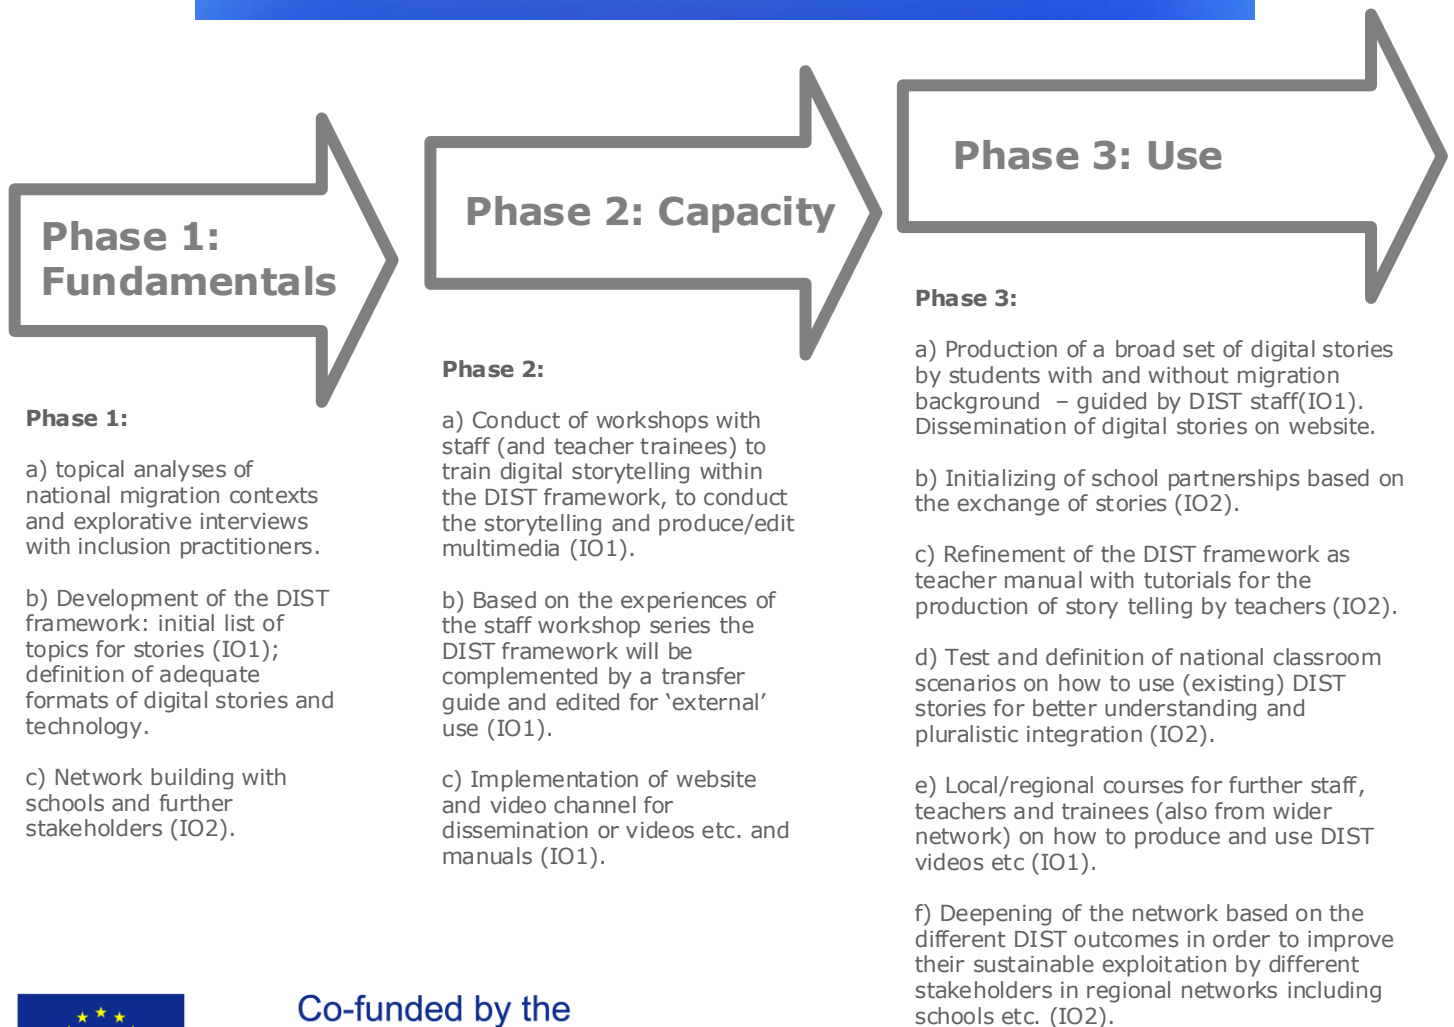 Phase 1:
Fundamentals
Phase 2: Capacity
Phase 3: Use
Phase 1:
a) topical analyses of
national migration contexts
and explorative interviews
with inclusion practitioners.
b) Development of the DIST
framework: initial list of
topics for stories (IO1);
definition of adequate
formats of digital stories and
technology.
c) Network building with
schools and further
stakeholders (IO2).
Phase 2:
a) Conduct of workshops with
staff (and teacher trainees) to
train digital storytelling within
the DIST framework, to conduct
the storytelling and produce/edit
multimedia (IO1).
b) Based on the experiences of
the staff workshop series the
DIST framework will be
complemented by a transfer
guide and edited for ‘external’
use (IO1).
c) Implementation of website
and video channel for
dissemination or videos etc. and
manuals (IO1).
Phase 3:
a) Production of a broad set of digital stories
by students with and without migration
background – guided by DIST staff(IO1).
Dissemination of digital stories on website.
b) Initializing of school partnerships based on
the exchange of stories (IO2).
c) Refinement of the DIST framework as
teacher manual with tutorials for the
production of story telling by teachers (IO2).
d) Test and definition of national classroom
scenarios on how to use (existing) DIST
stories for better understanding and
pluralistic integration (IO2).
e) Local/regional courses for further staff,
teachers and trainees (also from wider
network) on how to produce and use DIST
videos etc (IO1).
f) Deepening of the network based on the
different DIST outcomes in order to improve
their sustainable exploitation by different
stakeholders in regional networks including
schools etc. (IO2).
Co-funded by the